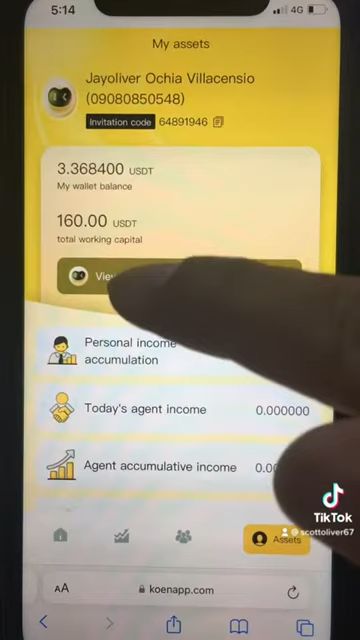 5:14
4G
My assets
Jayoliver Ochia Villacensio
(09080850548)
Invitation code 64891946
3.368400 USDT
My wallet balance
160.00 USDT
total working capital
Personal income
accumulation
Today's agent income 0.000000
Agent accumulative income
Assets
TikTok
@scottoliver67
AA koenapp.com